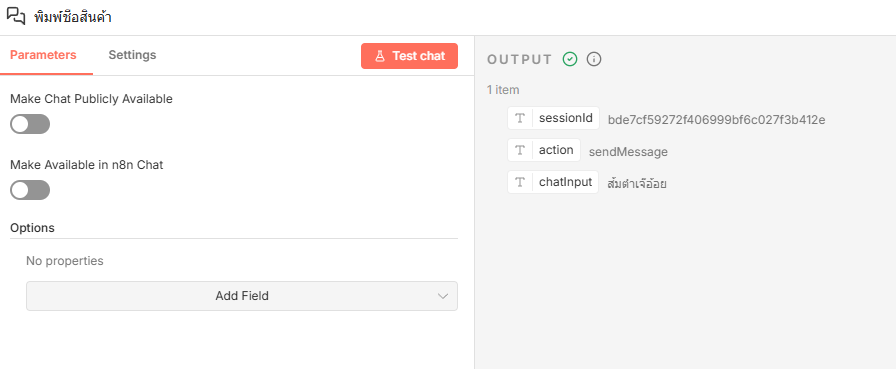 พิมพ์ชื่อสินค้า
Parameters Settings Test chat
Make Chat Publicly Available
Make Available in n8n Chat
Options
No properties
Add Field
OUTPUT
1 item
T sessionId bde7cf59272f406999bf6c027f3b412e
T action sendMessage
T chatInput ส้มตำเจ๊อ้อย